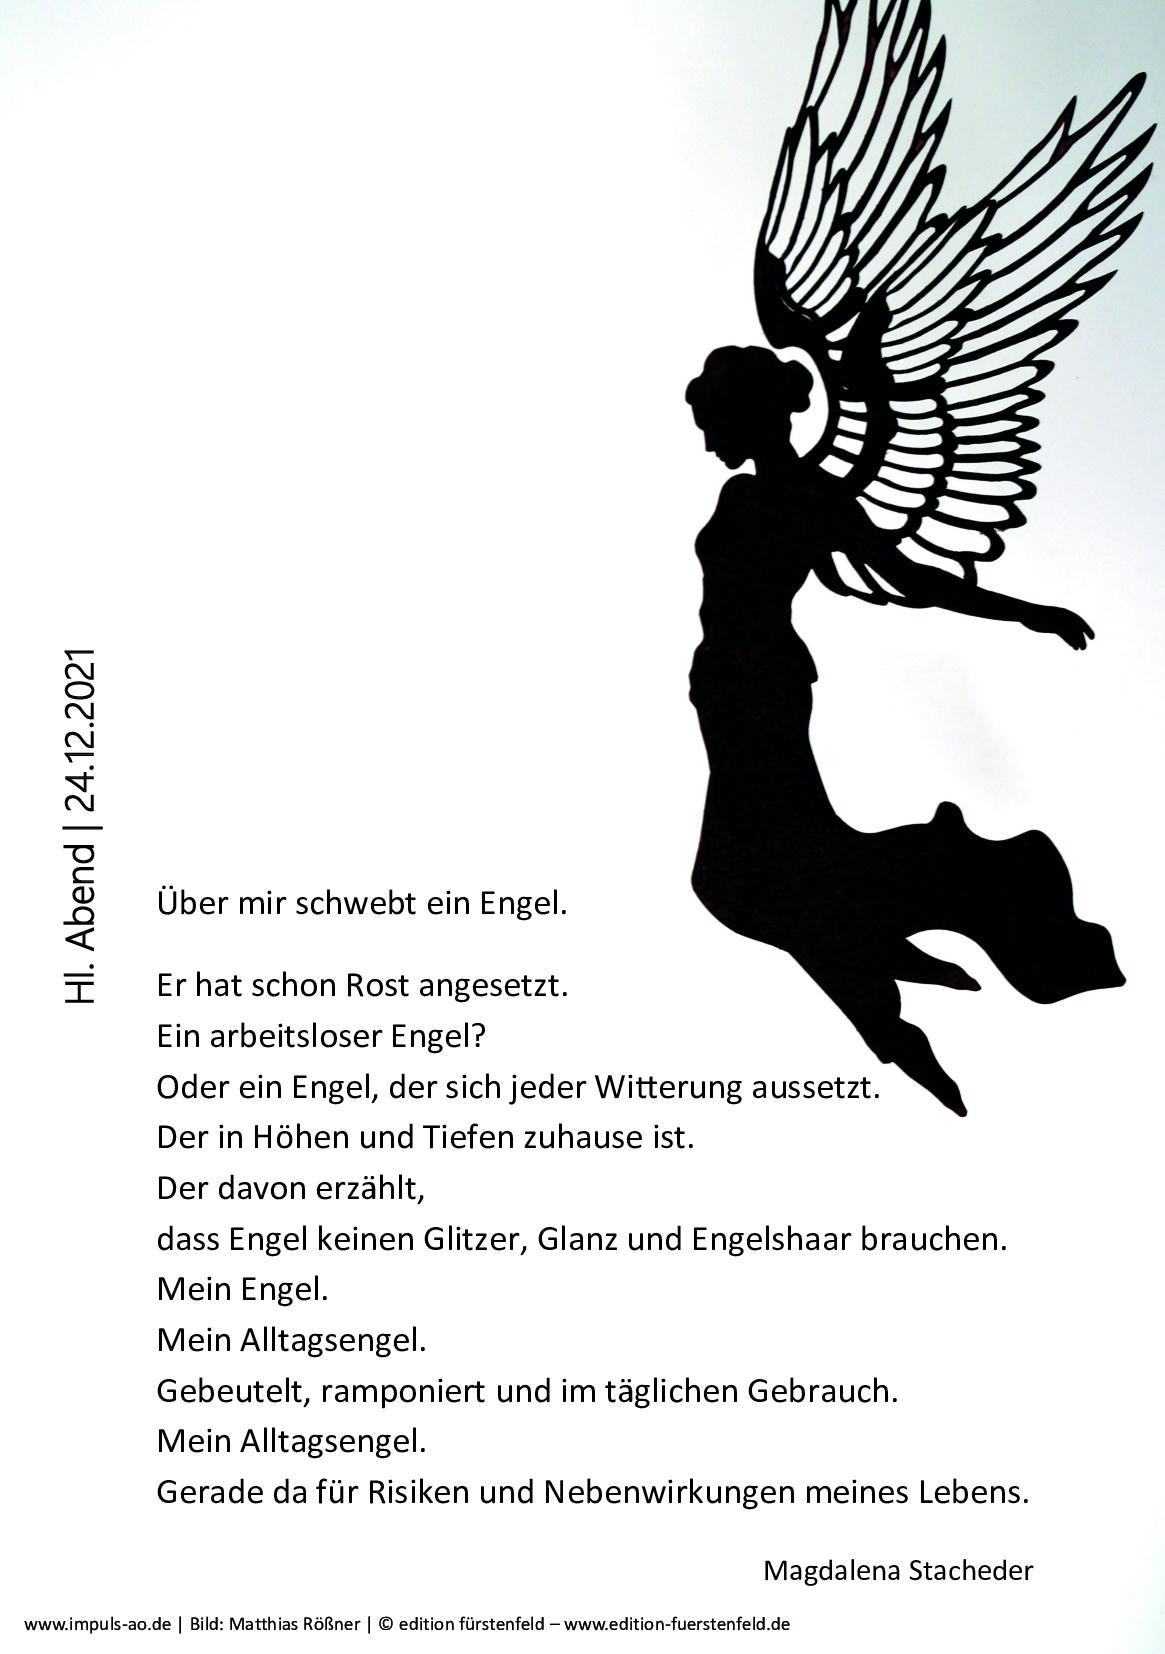 Hl. Abend | 24.12.2021
Über mir schwebt ein Engel.
Er hat schon Rost angesetzt.
Ein arbeitsloser Engel?
Oder ein Engel, der sich jeder Witterung aussetzt.
Der in Höhen und Tiefen zuhause ist.
Der davon erzählt,
dass Engel keinen Glitzer, Glanz und Engelshaar brauchen.
Mein Engel.
Mein Alltagsengel.
Gebeutelt, ramponiert und im täglichen Gebrauch.
Mein Alltagsengel.
Gerade da für Risiken und Nebenwirkungen meines Lebens.
Magdalena Stacheder
www.impuls-ao.de | Bild: Matthias Rößner | © edition fürstenfeld – www.edition-fuerstenfeld.de